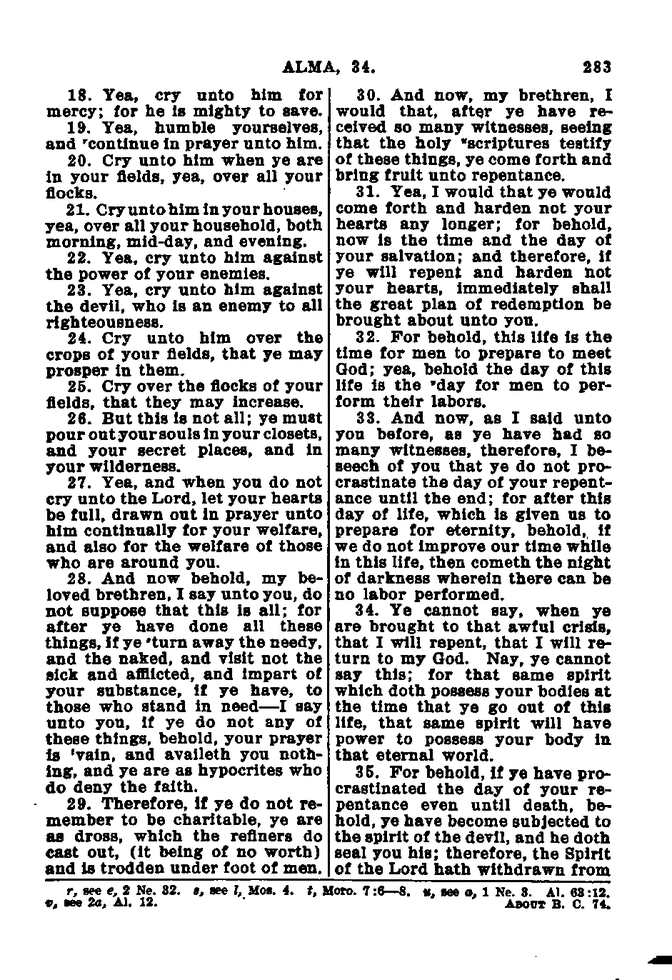 ALMA, 34. 283
18. Yea, cry unto him for
mercy; for he is mighty to save.
19. Yea, humble yourselves,
and ʳcontinue in prayer unto him.
20. Cry unto him when ye are
in your fields, yea, over all your
flocks.
21. Cry unto him in your houses,
yea, over all your household, both
morning, mid-day, and evening.
22. Yea, cry unto him against
the power of your enemies.
23. Yea, cry unto him against
the devil, who is an enemy to all
righteousness.
24. Cry unto him over the
crops of your fields, that ye may
prosper in them.
25. Cry over the flocks of your
fields, that they may increase.
26. But this is not all; ye must
pour out your souls in your closets,
and your secret places, and in
your wilderness.
27. Yea, and when you do not
cry unto the Lord, let your hearts
be full, drawn out in prayer unto
him continually for your welfare,
and also for the welfare of those
who are around you.
28. And now behold, my be-
loved brethren, I say unto you, do
not suppose that this is all; for
after ye have done all these
things, if ye ˢturn away the needy,
and the naked, and visit not the
sick and afflicted, and impart of
your substance, if ye have, to
those who stand in need—I say
unto you, if ye do not any of
these things, behold, your prayer
is ᵗvain, and availeth you noth-
ing, and ye are as hypocrites who
do deny the faith.
29. Therefore, if ye do not re-
member to be charitable, ye are
as dross, which the refiners do
cast out, (it being of no worth)
and is trodden under foot of men.
30. And now, my brethren, I
would that, after ye have re-
ceived so many witnesses, seeing
that the holy ᵘscriptures testify
of these things, ye come forth and
bring fruit unto repentance.
31. Yea, I would that ye would
come forth and harden not your
hearts any longer; for behold,
now is the time and the day of
your salvation; and therefore, if
ye will repent and harden not
your hearts, immediately shall
the great plan of redemption be
brought about unto you.
32. For behold, this life is the
time for men to prepare to meet
God; yea, behold the day of this
life is the ᵛday for men to per-
form their labors.
33. And now, as I said unto
you before, as ye have had so
many witnesses, therefore, I be-
seech of you that ye do not pro-
crastinate the day of your repent-
ance until the end; for after this
day of life, which is given us to
prepare for eternity, behold, if
we do not improve our time while
in this life, then cometh the night
of darkness wherein there can be
no labor performed.
34. Ye cannot say, when ye
are brought to that awful crisis,
that I will repent, that I will re-
turn to my God. Nay, ye cannot
say this; for that same spirit
which doth possess your bodies at
the time that ye go out of this
life, that same spirit will have
power to possess your body in
that eternal world.
35. For behold, if ye have pro-
crastinated the day of your re-
pentance even until death, be-
hold, ye have become subjected to
the spirit of the devil, and he doth
seal you his; therefore, the Spirit
of the Lord hath withdrawn from
r, see e, 2 Ne. 32. s, see l, Mos. 4. t, Moro. 7:6—8. u, see a, 1 Ne. 3. Al. 63:12.
v, see 2a, Al. 12. ABOUT B. C. 74.